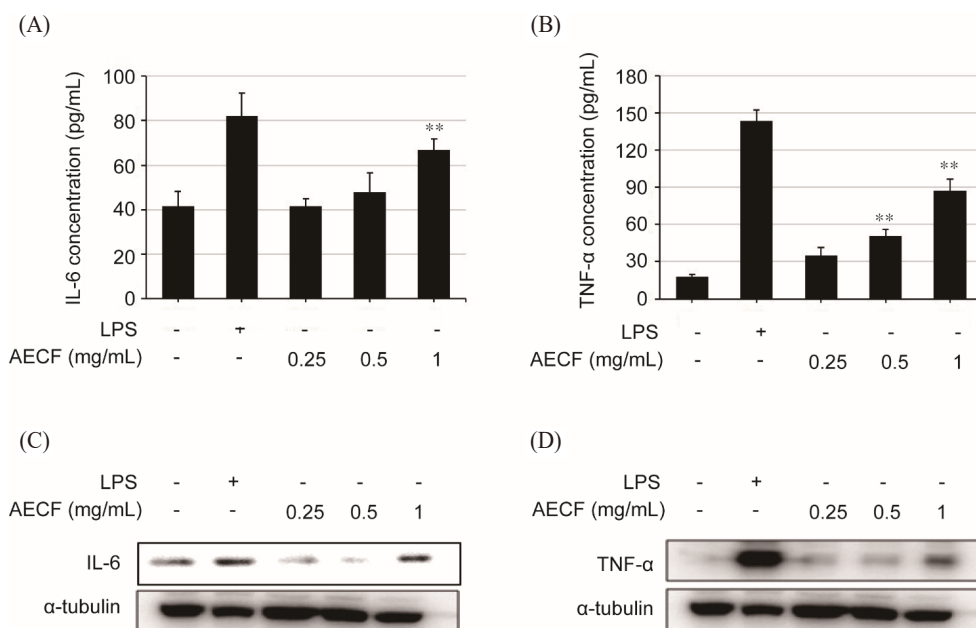 (A)
(B)
IL-6 concentration (pg/mL)
100
80
60
40
20
0
**
LPS - + - - -
AECF (mg/mL) - - 0.25 0.5 1
TNF-α concentration (pg/mL)
180
150
120
90
60
30
0
**
**
LPS - + - - -
AECF (mg/mL) - - 0.25 0.5 1
(C)
(D)
LPS - + - - -
AECF (mg/mL) - - 0.25 0.5 1
IL-6
α-tubulin
LPS - + - - -
AECF (mg/mL) - - 0.25 0.5 1
TNF-α
α-tubulin